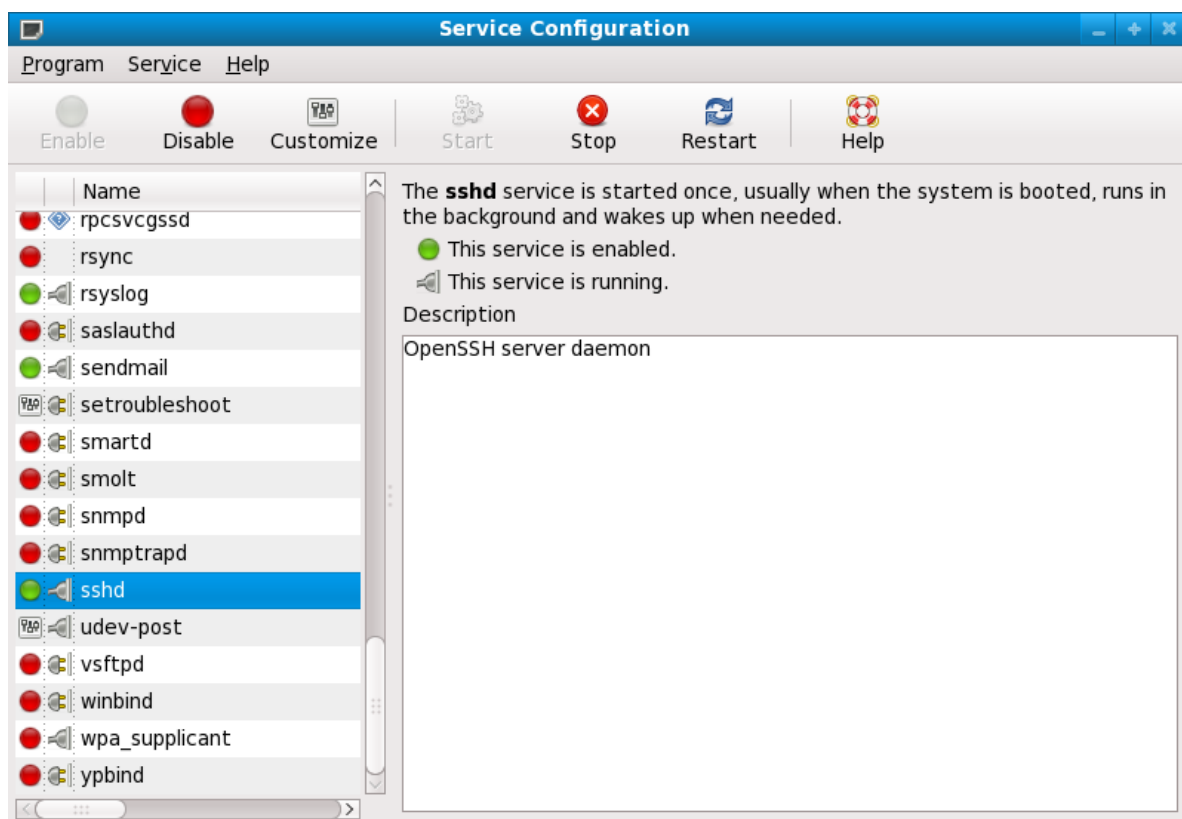 Service Configuration
Program Service Help
Enable Disable Customize Start Stop Restart Help
Name
rpcsvcgssd
rsync
rsyslog
saslauthd
sendmail
setroubleshoot
smartd
smolt
snmpd
snmptrapd
sshd
udev-post
vsftpd
winbind
wpa_supplicant
ypbind
The sshd service is started once, usually when the system is booted, runs in
the background and wakes up when needed.
This service is enabled.
This service is running.
Description
OpenSSH server daemon